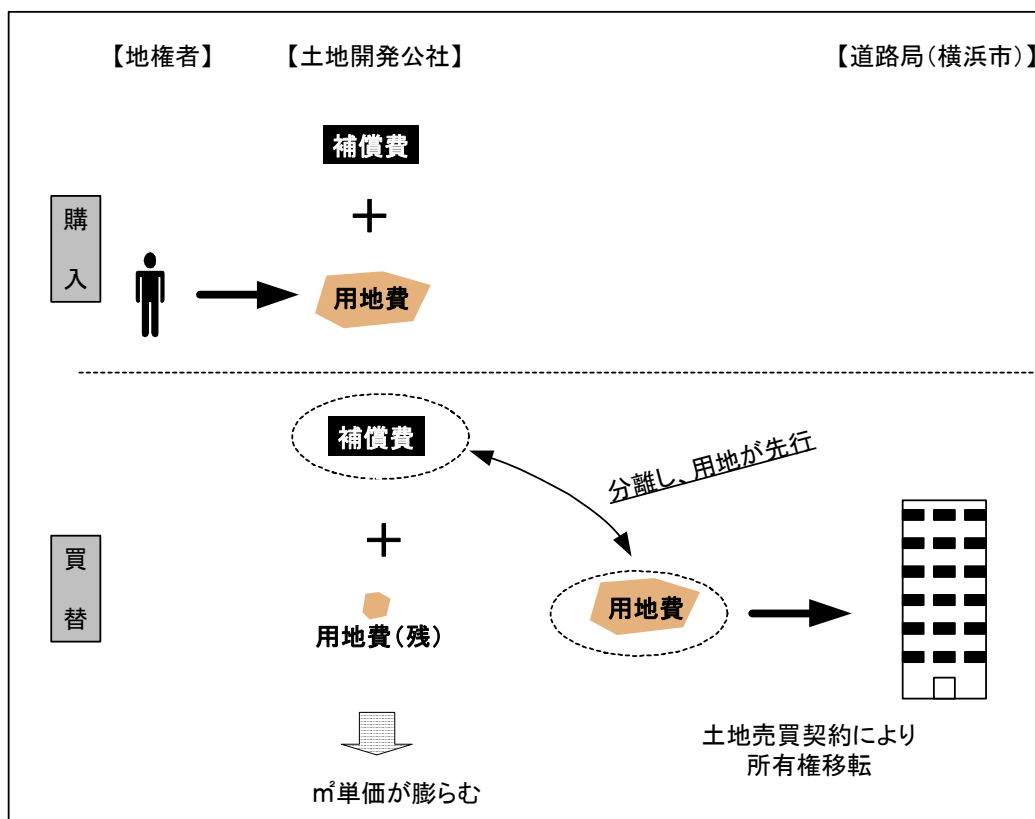 【地権者】
【土地開発公社】
【道路局（横浜市）】
補償費
＋
購入
用地費
補償費
分離し、用地が先行
＋
買替
用地費
用地費（残）
土地売買契約により
所有権移転
㎡単価が膨らむ